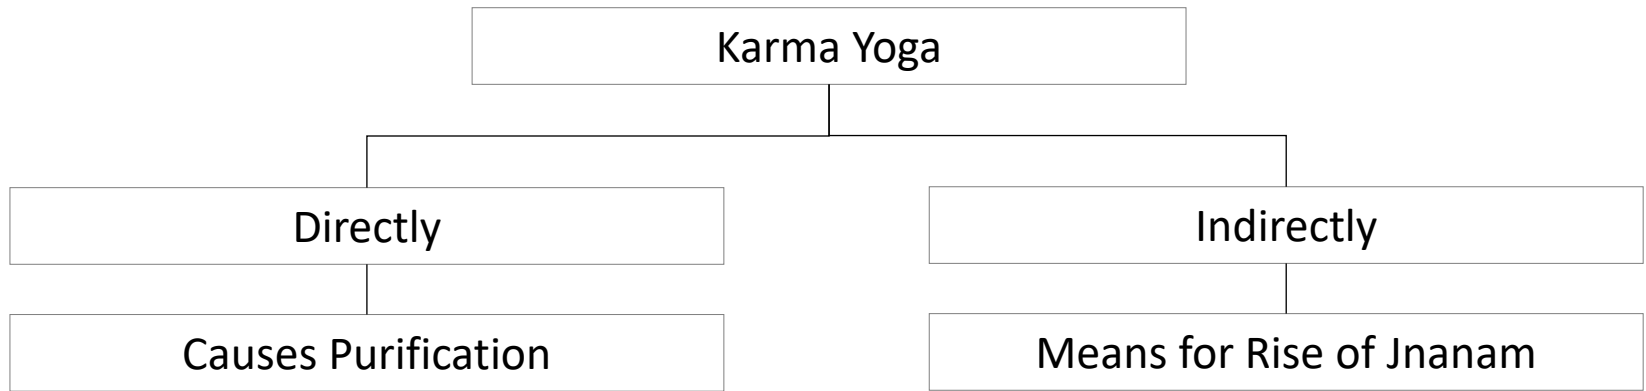 Karma Yoga
Directly
Indirectly
Causes Purification
Means for Rise of Jnanam